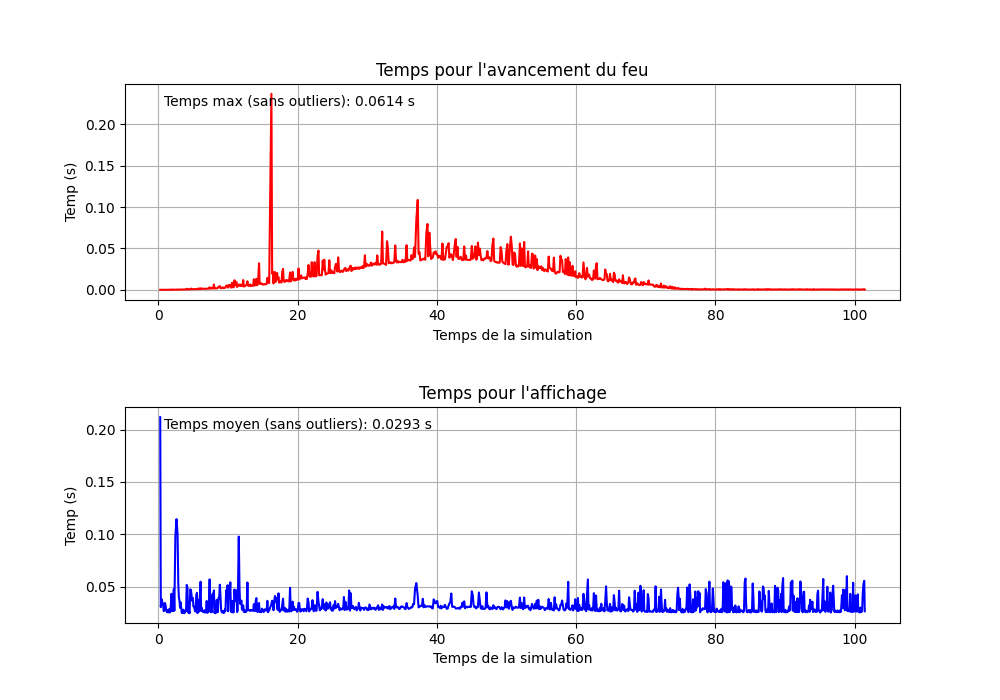 Temps pour l'avancement du feu
Temps max (sans outliers): 0.0614 s
0.20
0.15
0.10
0.05
0.00
Temp (s)
0 20 40 60 80 100
Temps de la simulation
Temps pour l'affichage
Temps moyen (sans outliers): 0.0293 s
0.20
0.15
0.10
0.05
Temp (s)
0 20 40 60 80 100
Temps de la simulation